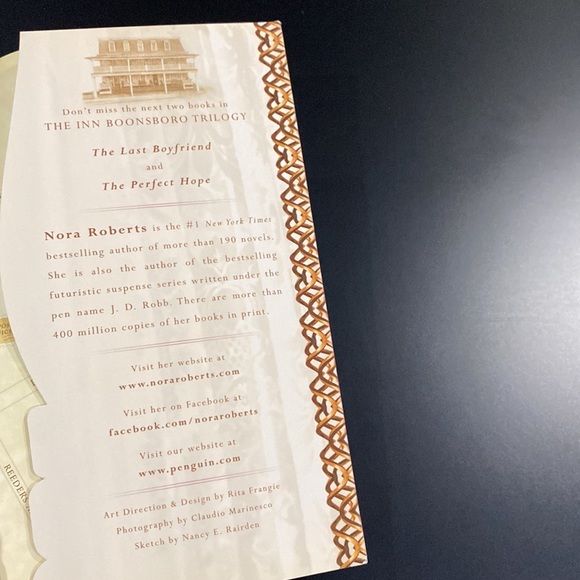 Don't miss the next two books in
THE INN BOONSBORO TRILOGY
The Last Boyfriend
and
The Perfect Hope
Nora Roberts is the #1 New York Times
bestselling author of more than 190 novels.
She is also the author of the bestselling
futuristic suspense series written under the
pen name J. D. Robb. There are more than
400 million copies of her books in print.
Visit her website at
www.noraroberts.com
Visit her on Facebook at
facebook.com/noraroberts
Visit our website at
www.penguin.com
Art Direction & Design by Rita Frangie
Photography by Claudio Marinesco
Sketch by Nancy E. Rairden
REEDERS